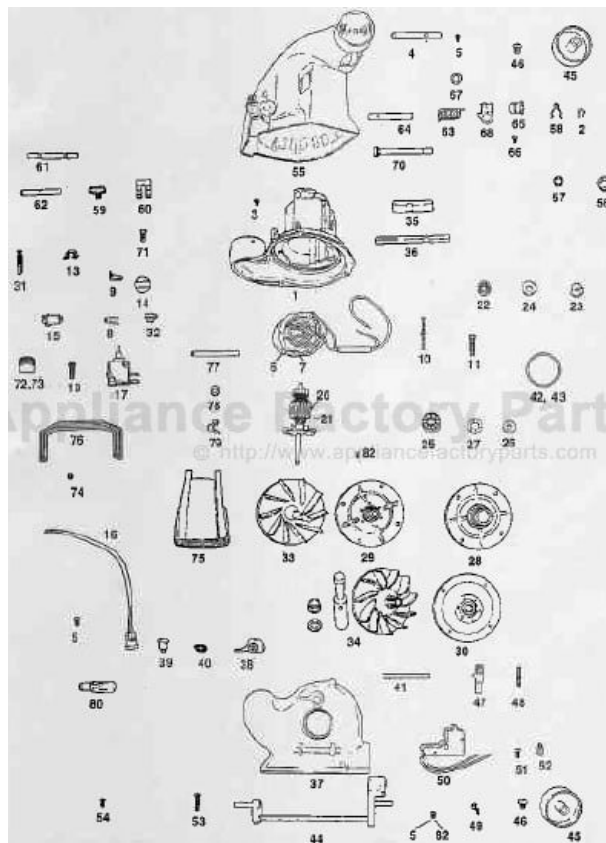 4 5 46 45
67
64 63 68 65 58 2
66
55 70
61 57 56
62 59 60 3 35
71 36
31 13
9 14 1 22 24 23
15 8 32
6 7 10 11
72,73 19 17 77 42, 43
20
78 21
Appliance Factory Parts.com
76 79 25 27 26
© http://www.appliancefactoryparts.com
82
74
16 75 33 29 28
5 34 30
39 40 38
80 41 47 48
37 50 51 52
54 53 44 5 82 49 46 45